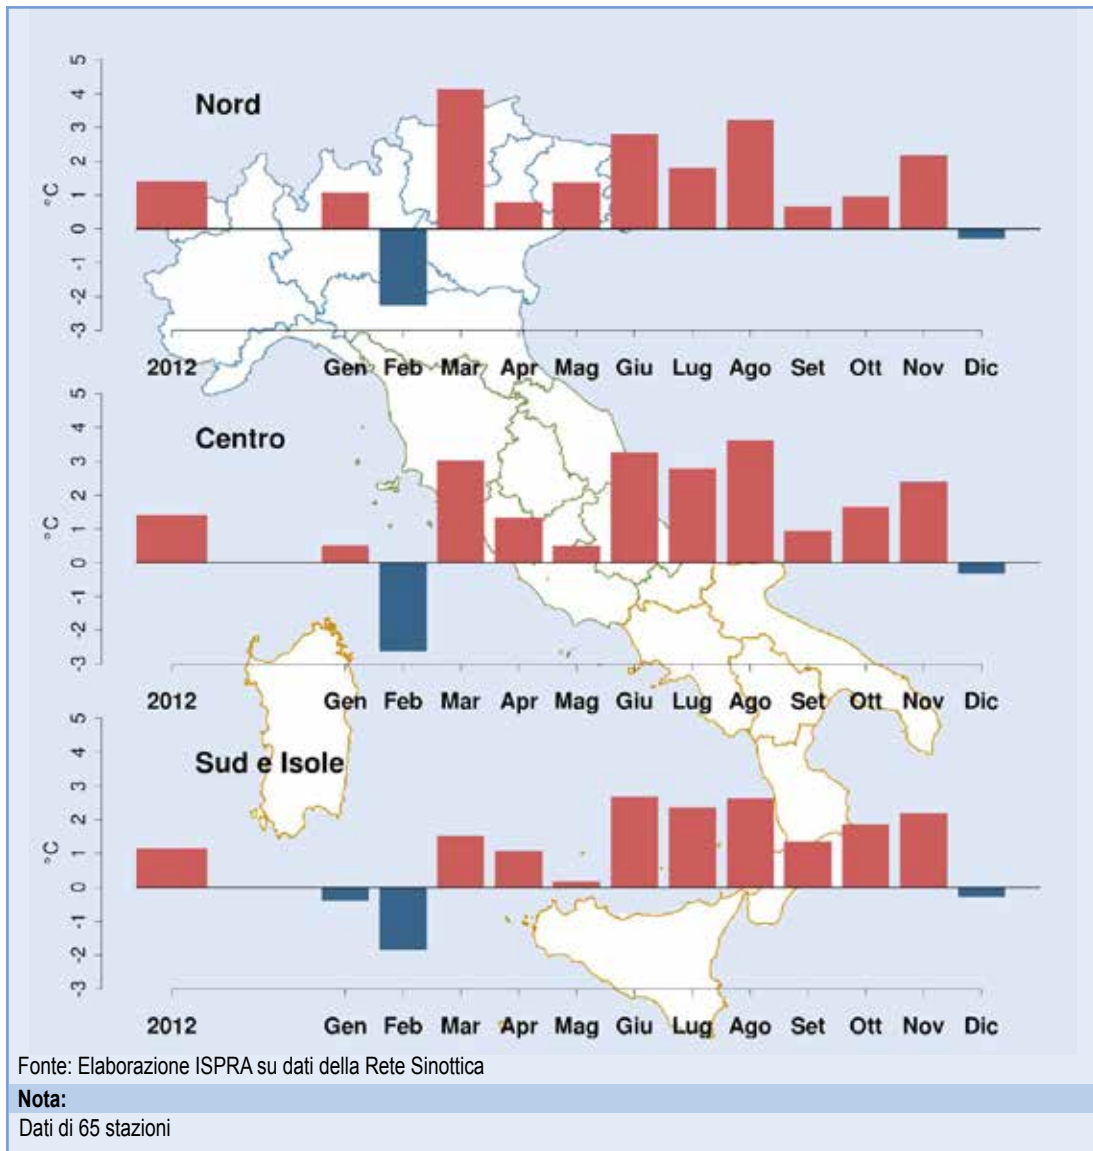 5
4
3
2
1
0
-1
-2
-3
°C
Nord
2012 Gen Feb Mar Apr Mag Giu Lug Ago Set Ott Nov Dic
5
4
3
2
1
0
-1
-2
-3
°C
Centro
2012 Gen Feb Mar Apr Mag Giu Lug Ago Set Ott Nov Dic
5
4
3
2
1
0
-1
-2
-3
°C
Sud e Isole
2012 Gen Feb Mar Apr Mag Giu Lug Ago Set Ott Nov Dic
Fonte: Elaborazione ISPRA su dati della Rete Sinottica
Nota:
Dati di 65 stazioni